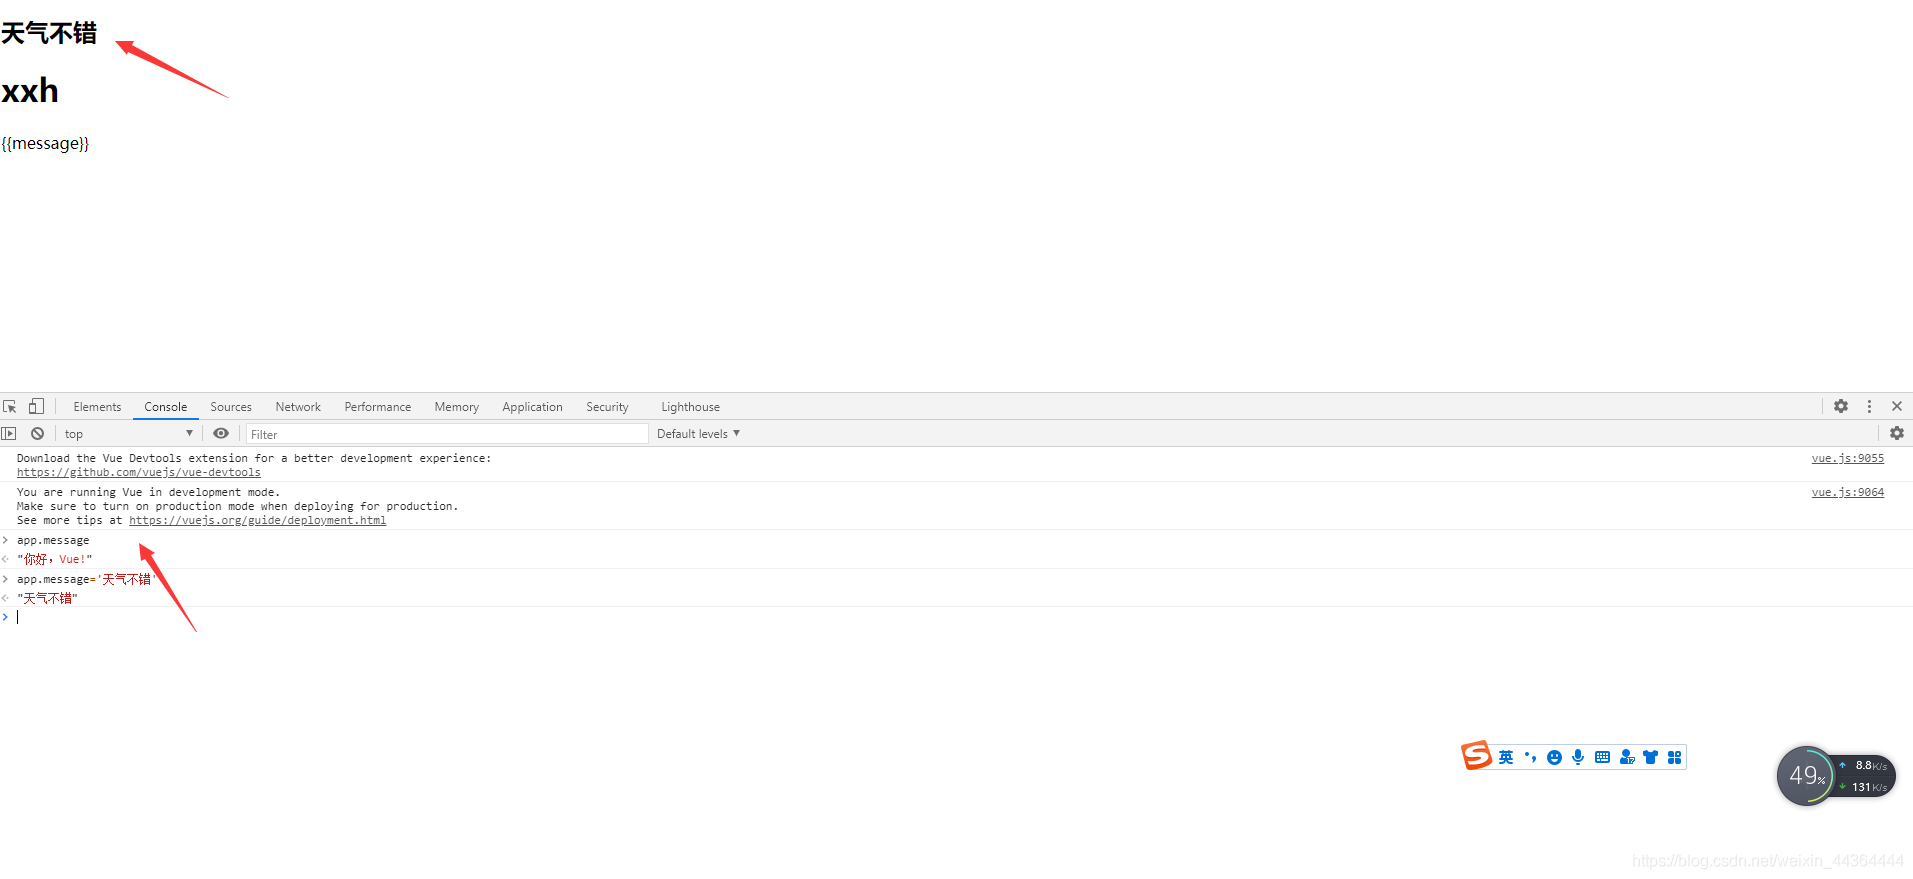 天气不错
xxh
{{message}}
Elements Console Sources Network Performance Memory Application Security Lighthouse
top Filter Default levels
Download the Vue Devtools extension for a better development experience: vue.js:9055
https://github.com/vuejs/vue-devtools
You are running Vue in development mode. vue.js:9064
Make sure to turn on production mode when deploying for production.
See more tips at https://vuejs.org/guide/deployment.html
> app.message
"你好，Vue!"
> app.message='天气不错'
"天气不错"
>
S 英
49% 8.8K/s
131K/s
https://blog.csdn.net/weixin_44364444